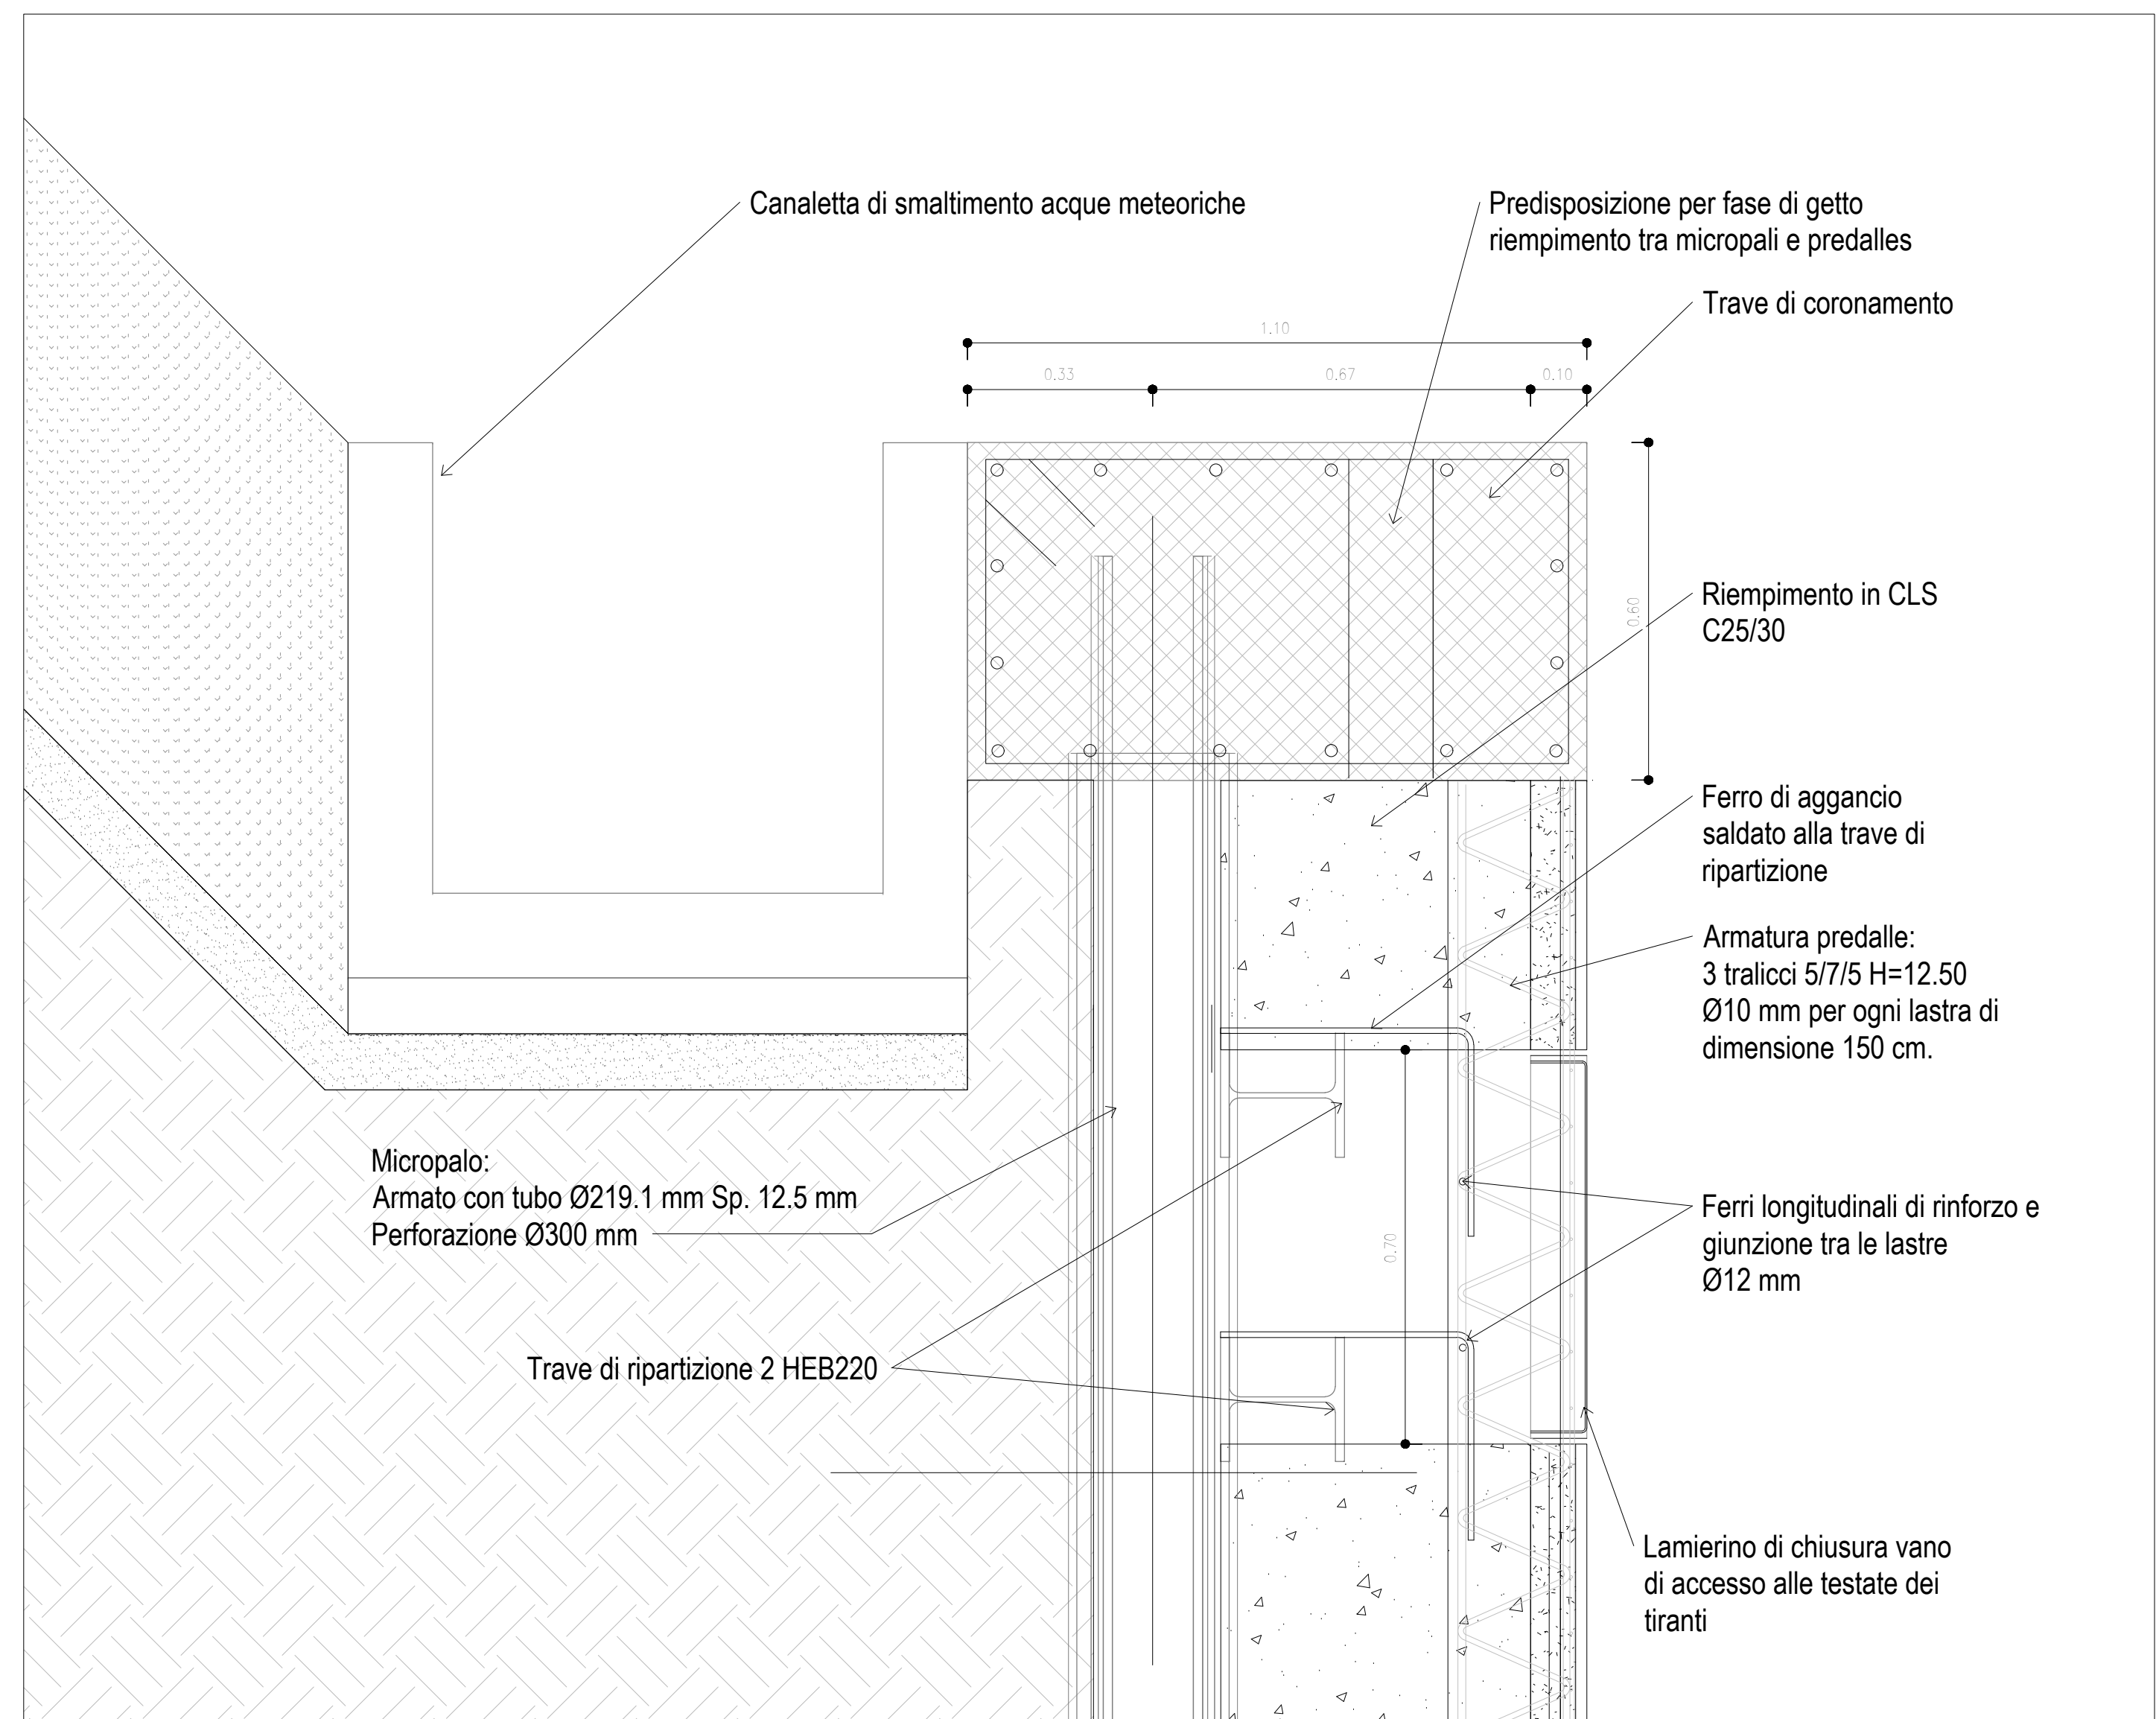 Canaletta di smaltimento acque meteoriche
Predisposizione per fase di getto
riempimento tra micropali e predalles
Trave di coronamento
1.10
0.33
0.67
0.10
0.60
Riempimento in CLS
C25/30
Ferro di aggancio
saldato alla trave di
ripartizione
Armatura predalle:
3 tralicci 5/7/5 H=12.50
Ø10 mm per ogni lastra di
dimensione 150 cm.
Micropalo:
Armato con tubo Ø219.1 mm Sp. 12.5 mm
Perforazione Ø300 mm
0.70
Ferri longitudinali di rinforzo e
giunzione tra le lastre
Ø12 mm
Trave di ripartizione 2 HEB220
Lamierino di chiusura vano
di accesso alle testate dei
tiranti